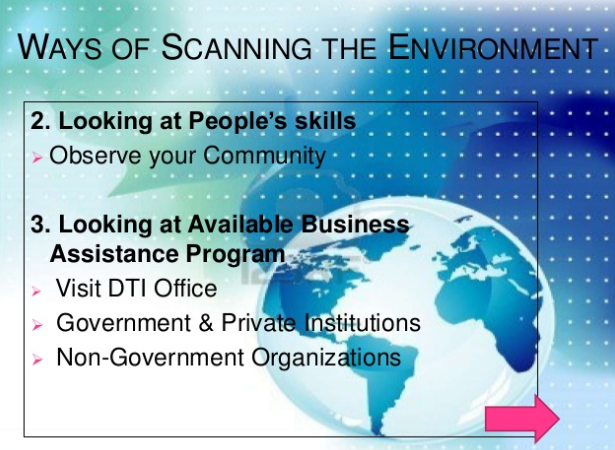 WAYS OF SCANNING THE ENVIRONMENT
2. Looking at People's skills
➢ Observe your Community
3. Looking at Available Business
Assistance Program
➢ Visit DTI Office
➢ Government & Private Institutions
➢ Non-Government Organizations